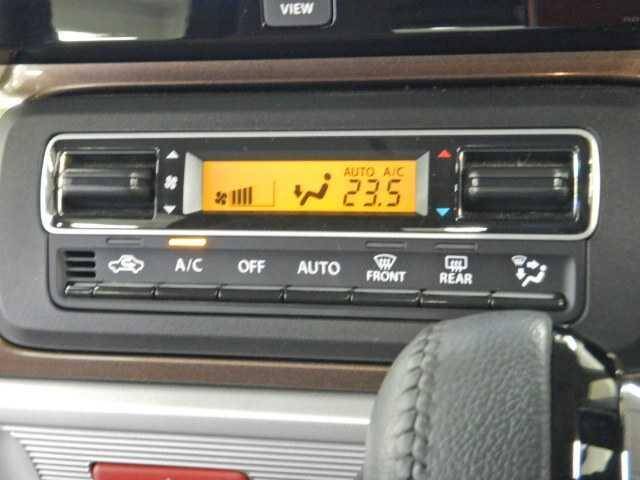 VIEW
AUTO A/C
23.5
A/C OFF AUTO FRONT REAR